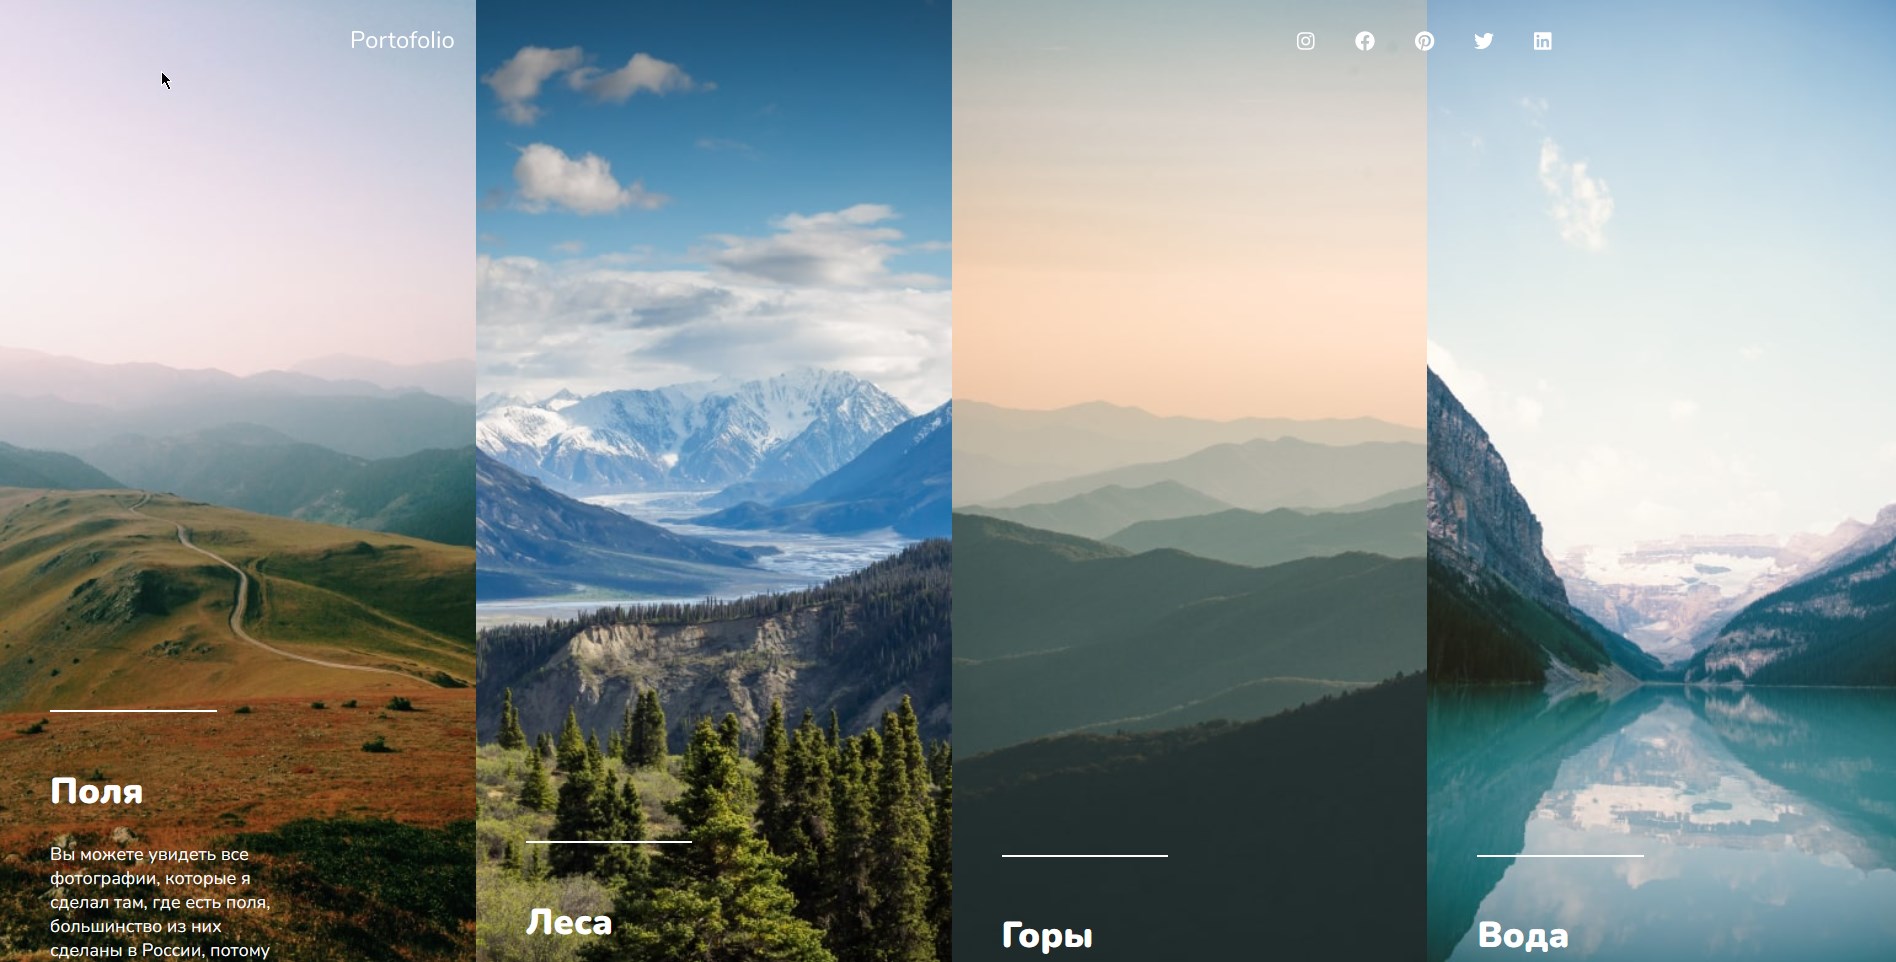 Portofolio
Поля
Вы можете увидеть все
фотографии, которые я
сделал там, где есть поля,
большинство из них
сделаны в России, потому
Леса
Горы
Вода